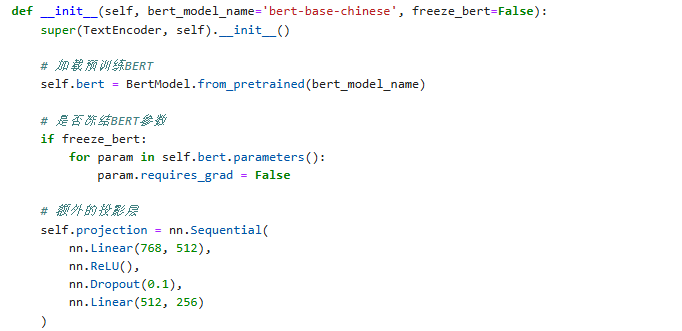 def __init__(self, bert_model_name='bert-base-chinese', freeze_bert=False):
    super(TextEncoder, self).__init__()

    # 加载预训练BERT
    self.bert = BertModel.from_pretrained(bert_model_name)

    # 是否冻结BERT参数
    if freeze_bert:
        for param in self.bert.parameters():
            param.requires_grad = False

    # 额外的投影层
    self.projection = nn.Sequential(
        nn.Linear(768, 512),
        nn.ReLU(),
        nn.Dropout(0.1),
        nn.Linear(512, 256)
    )